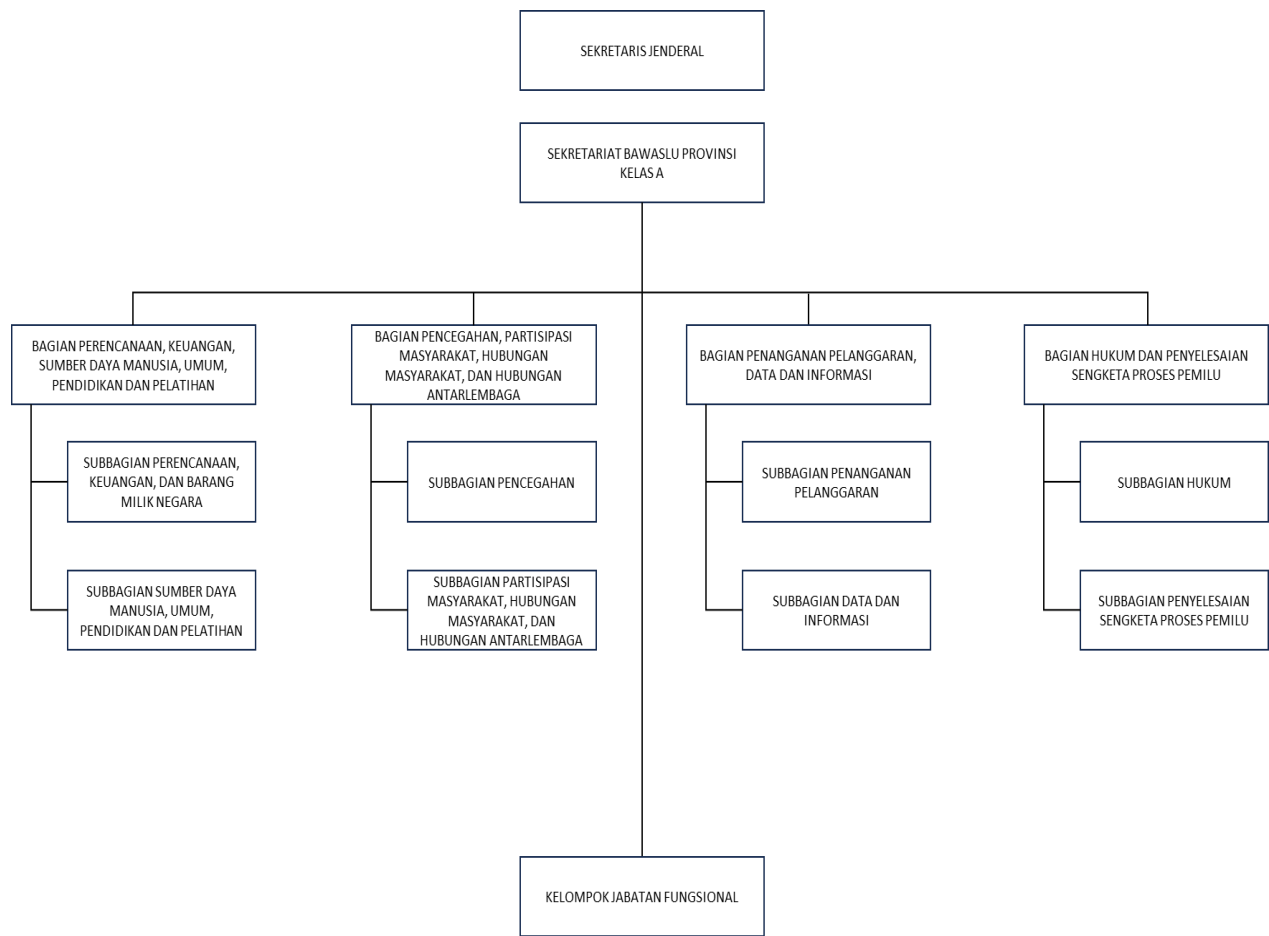 SEKRETARIS JENDERAL
SEKRETARIAT BAWASLU PROVINSI
KELAS A
BAGIAN PERENCANAAN, KEUANGAN,
SUMBER DAYA MANUSIA, UMUM,
PENDIDIKAN DAN PELATIHAN
BAGIAN PENCEGAHAN, PARTISIPASI
MASYARAKAT, HUBUNGAN
MASYARAKAT, DAN HUBUNGAN
ANTARLEMBAGA
BAGIAN PENANGANAN PELANGGARAN,
DATA DAN INFORMASI
BAGIAN HUKUM DAN PENYELESAIAN
SENGKETA PROSES PEMILU
SUBBAGIAN PERENCANAAN,
KEUANGAN, DAN BARANG
MILIK NEGARA
SUBBAGIAN PENCEGAHAN
SUBBAGIAN PENANGANAN
PELANGGARAN
SUBBAGIAN HUKUM
SUBBAGIAN SUMBER DAYA
MANUSIA, UMUM,
PENDIDIKAN DAN PELATIHAN
SUBBAGIAN PARTISIPASI
MASYARAKAT, HUBUNGAN
MASYARAKAT, DAN
HUBUNGAN ANTARLEMBAGA
SUBBAGIAN DATA DAN
INFORMASI
SUBBAGIAN PENYELESAIAN
SENGKETA PROSES PEMILU
KELOMPOK JABATAN FUNGSIONAL